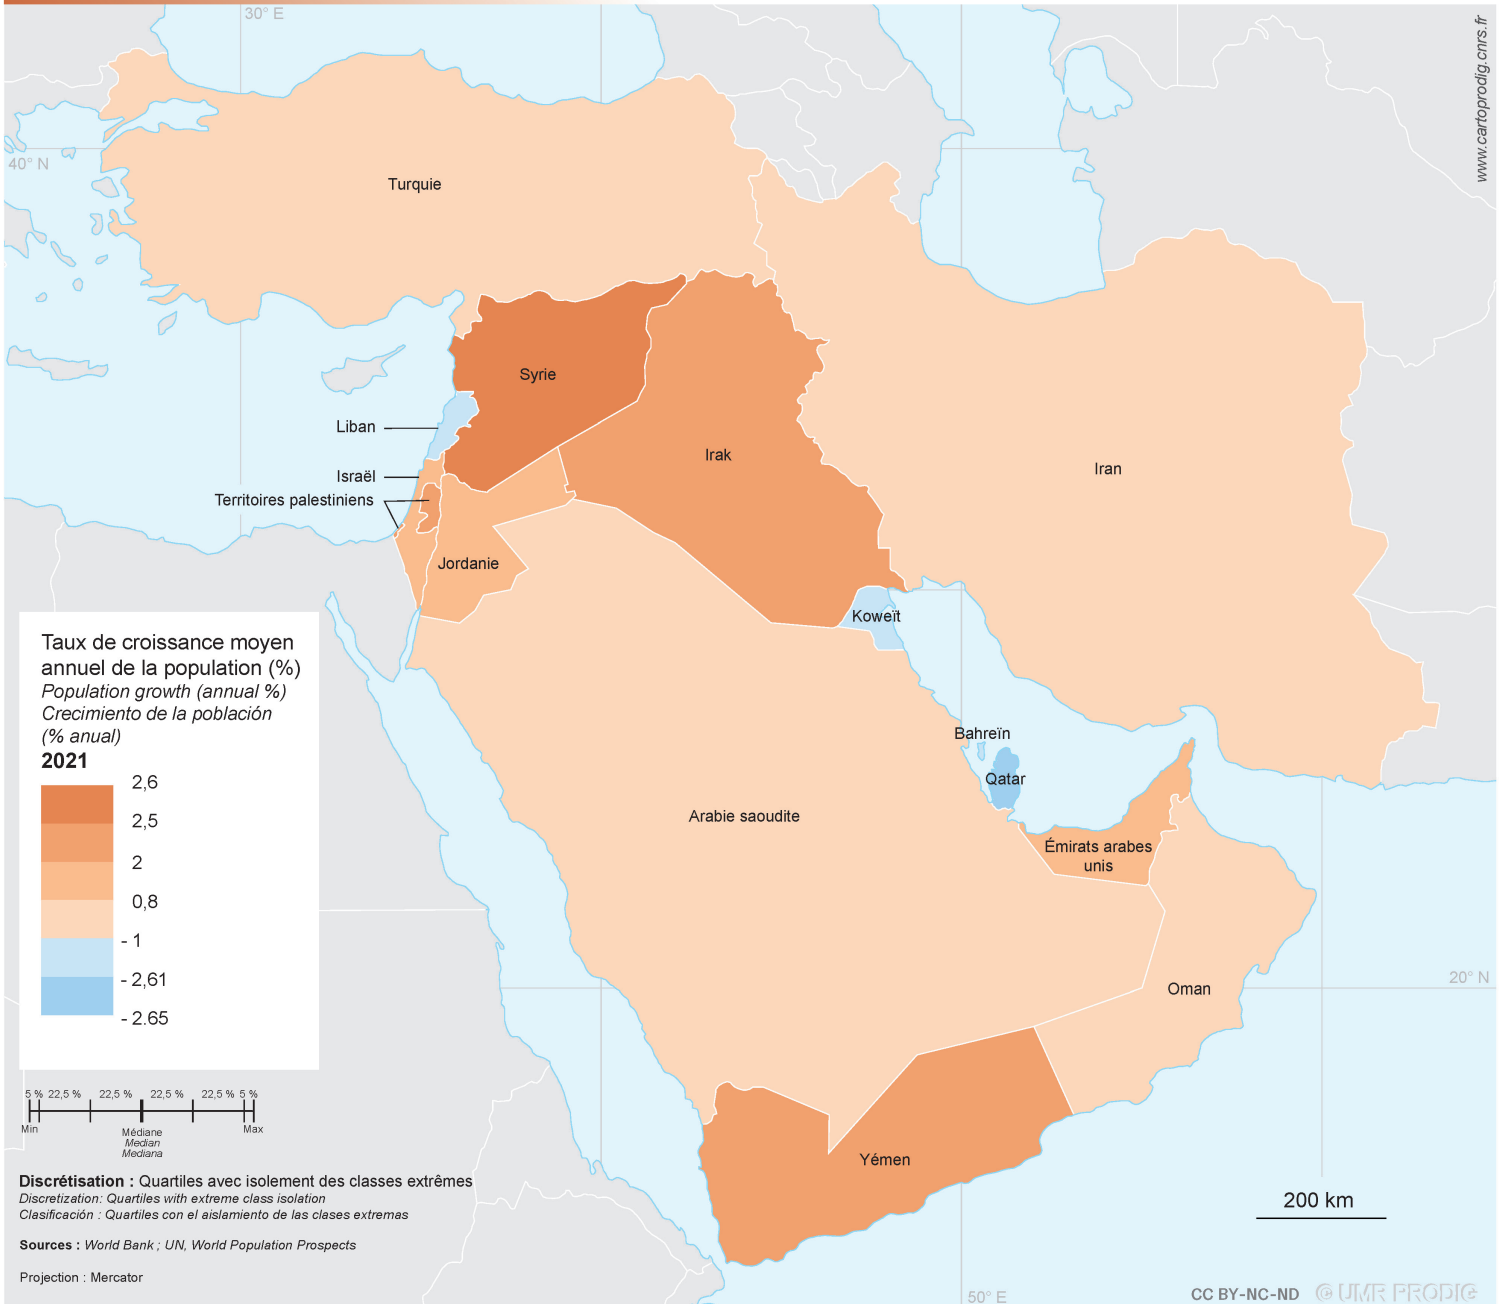 30° E
www.cartoprodig.cnrs.fr
40° N
Turquie
Syrie
Liban
Irak
Iran
Israël
Territoires palestiniens
Jordanie
Koweït
Bahreïn
Qatar
Arabie saoudite
Émirats arabes
unis
Oman
20° N
Yémen
Taux de croissance moyen
annuel de la population (%)
Population growth (annual %)
Crecimiento de la población
(% anual)
2021
2,6
2,5
2
0,8
- 1
- 2,61
- 2.65
5 % 22,5 % 22,5 % 22,5 % 22,5 % 5 %
Min Max
Médiane
Median
Mediana
Discrétisation : Quartiles avec isolement des classes extrêmes
Discretization: Quartiles with extreme class isolation
Clasificación : Quartiles con el aislamiento de las clases extremas
Sources : World Bank ; UN, World Population Prospects
Projection : Mercator
200 km
50° E
CC BY-NC-ND © UMR PRODIG